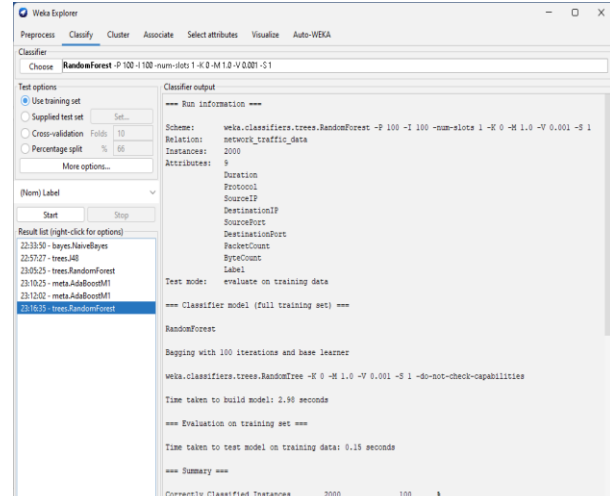 Weka Explorer
Preprocess Classify Cluster Associate Select attributes Visualize Auto-WEKA
Classifier
Choose RandomForest -P 100 -I 100 -num-slots 1 -K 0 -M 1.0 -V 0.001 -S 1
Test options
Use training set
Supplied test set Set...
Cross-validation Folds 10
Percentage split % 66
More options...
(Nom) Label
Start Stop
Result list (right-click for options)
22:33:50 - bayes.NaiveBayes
22:57:27 - trees.J48
23:05:25 - trees.RandomForest
23:10:25 - meta.AdaBoostM1
23:12:02 - meta.AdaBoostM1
23:16:35 - trees.RandomForest
Classifier output
=== Run information ===
Scheme: weka.classifiers.trees.RandomForest -P 100 -I 100 -num-slots 1 -K 0 -M 1.0 -V 0.001 -S 1
Relation: network_traffic_data
Instances: 2000
Attributes: 9
Duration
Protocol
SourceIP
DestinationIP
SourcePort
DestinationPort
PacketCount
ByteCount
Label
Test mode: evaluate on training data
=== Classifier model (full training set) ===
RandomForest
Bagging with 100 iterations and base learner
weka.classifiers.trees.RandomTree -K 0 -M 1.0 -V 0.001 -S 1 -do-not-check-capabilities
Time taken to build model: 2.98 seconds
=== Evaluation on training set ===
Time taken to test model on training data: 0.15 seconds
=== Summary ===
Correctly Classified Instances 2000 100 %